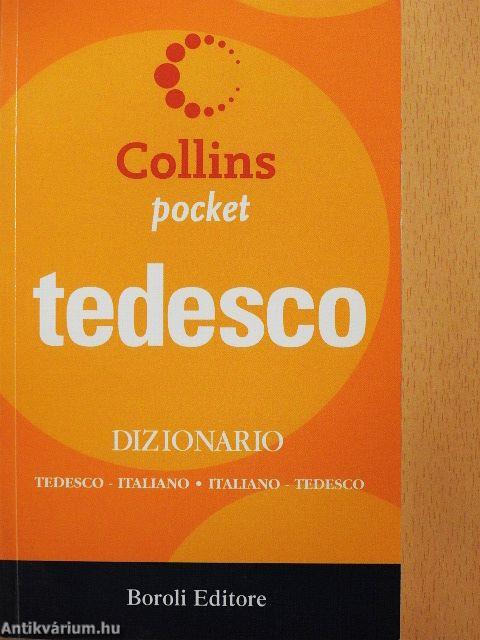 Collins
pocket
tedesco
DIZIONARIO
TEDESCO - ITALIANO • ITALIANO - TEDESCO
Boroli Editore
Antikvárium.hu